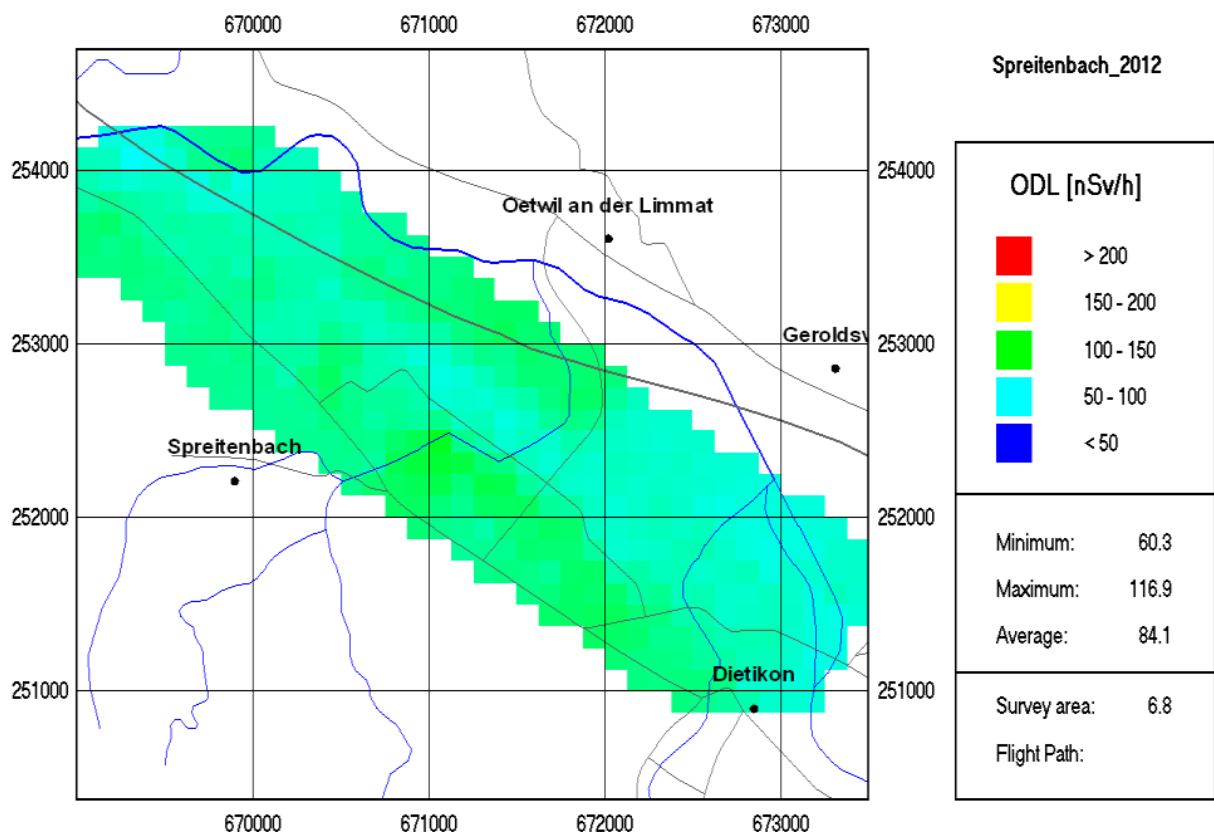 670000 671000 672000 673000
Spreitenbach_2012
254000 254000
Oetwil an der Limmat
253000 253000
Geroldsw
Spreitenbach
252000 252000
Dietikon
251000 251000
670000 671000 672000 673000
ODL [nSv/h]
> 200
150 - 200
100 - 150
50 - 100
< 50
Minimum: 60.3
Maximum: 116.9
Average: 84.1
Survey area: 6.8
Flight Path: